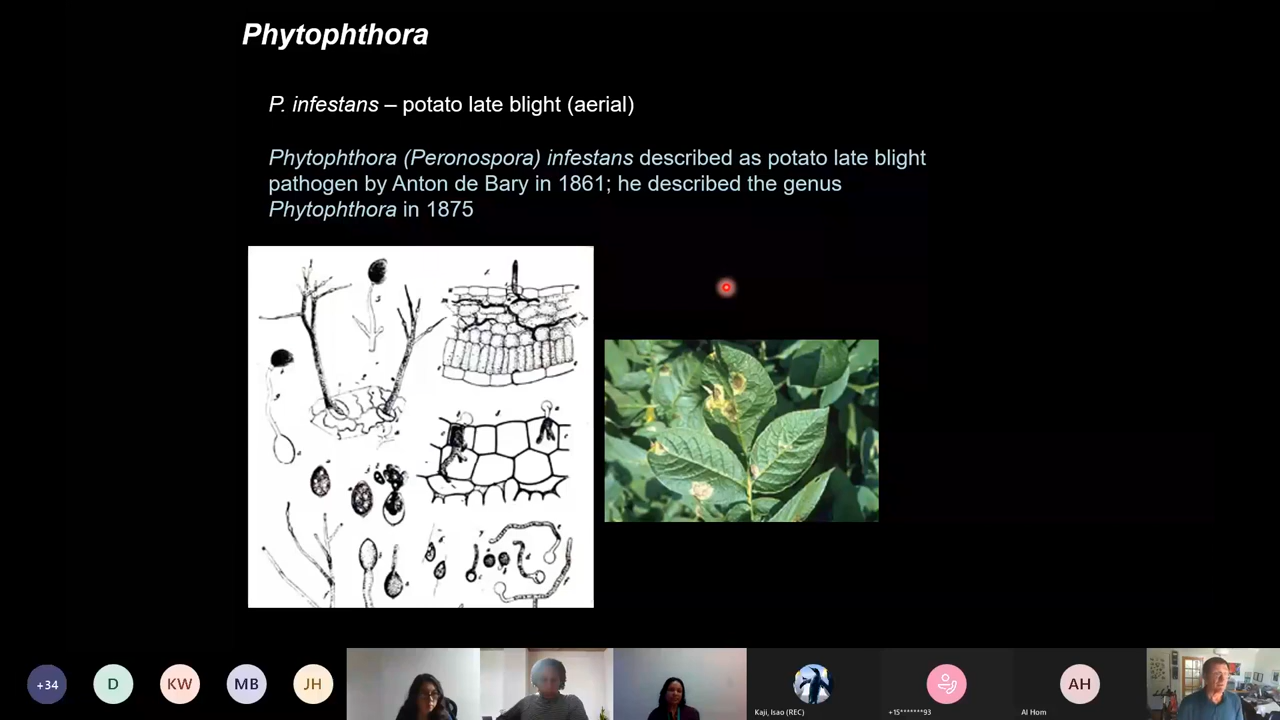 Phytophthora
P. infestans – potato late blight (aerial)
Phytophthora (Peronospora) infestans described as potato late blight
pathogen by Anton de Bary in 1861; he described the genus
Phytophthora in 1875
+34
D
KW
MB
JH
AH
Kaji, Isao (REC)
+15*******93
Al Hom